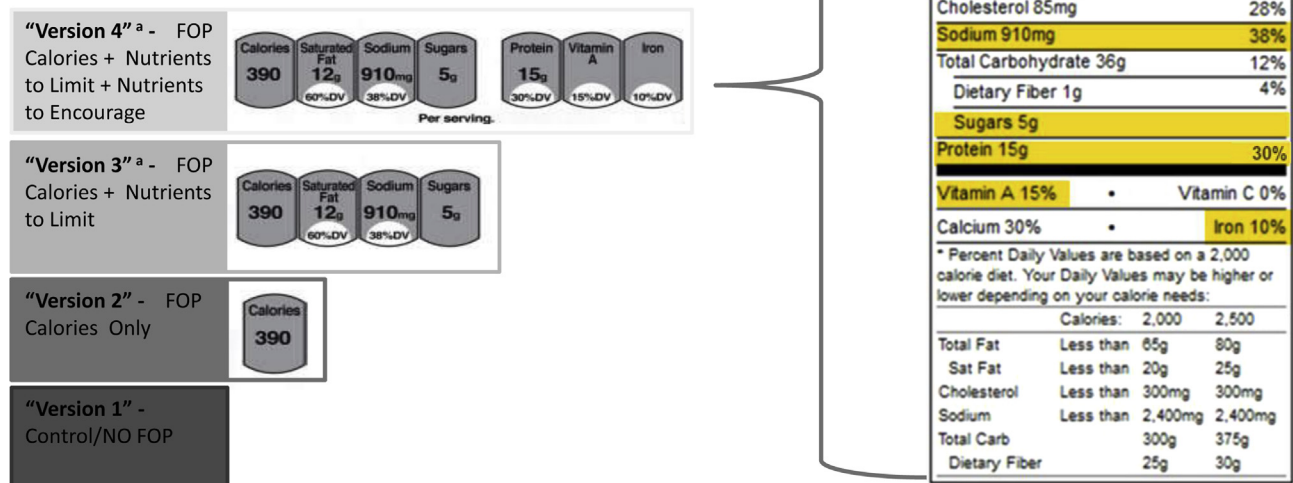 “Version 4” a - FOP
Calories + Nutrients
to Limit + Nutrients
to Encourage
Calories
390
Saturated
Fat
12g
60%DV
Sodium
910mg
38%DV
Sugars
5g
Protein
15g
30%DV
Vitamin
A
15%DV
Iron
10%DV
Per serving.
“Version 3” a - FOP
Calories + Nutrients
to Limit
Calories
390
Saturated
Fat
12g
60%DV
Sodium
910mg
38%DV
Sugars
5g
“Version 2” - FOP
Calories Only
Calories
390
“Version 1” -
Control/NO FOP
Cholesterol 85mg 28%
Sodium 910mg 38%
Total Carbohydrate 36g 12%
Dietary Fiber 1g 4%
Sugars 5g
Protein 15g 30%
Vitamin A 15% • Vitamin C 0%
Calcium 30% • Iron 10%
* Percent Daily Values are based on a 2,000
calorie diet. Your Daily Values may be higher or
lower depending on your calorie needs:
Calories: 2,000 2,500
Total Fat Less than 65g 80g
Sat Fat Less than 20g 25g
Cholesterol Less than 300mg 300mg
Sodium Less than 2,400mg 2,400mg
Total Carb 300g 375g
Dietary Fiber 25g 30g